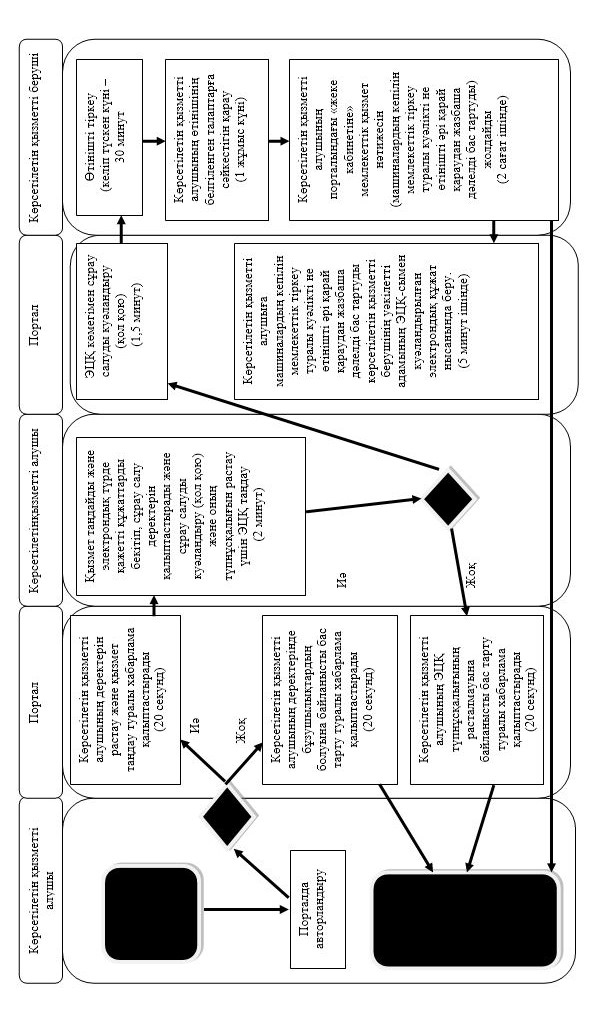 Көрсетілетін қызметті
алушы
Портал
Көрсетілетінқызметті алушы
Портал
Көрсетілетін қызметті беруші
Порталда
авторландыру
Көрсетілетін қызметті
алушының деректерін
растау және қызмет
таңдау туралы хабарлама
қалыптастырады
(20 секунд)
Иә
Жоқ
Көрсетілетін қызметті
алушының деректерінде
бұзушылықтардың
болуына байланысты бас
тарту туралы хабарлама
қалыптастырады
(20 секунд)
Көрсетілетін қызметті
алушының ЭЦҚ
түпнұсқалығының
расталмауына
байланысты бас тарту
туралы хабарлама
қалыптастырады
(20 секунд)
Қызмет таңдайды және
электрондық түрде
қажетті құжаттарды
бекітіп, сұрау салу
деректерін
қалыптастырады және
сұрау салуды
куәландыру (қол қою)
және оның
түпнұсқалығын растау
үшін ЭЦҚ таңдау
(2 минут)
Иә
Жоқ
ЭЦҚ көмегімен сұрау
салуды куәландыру
(қол қою)
(1,5 минут)
Көрсетілетін қызметті
алушыға
машиналардың кепілін
мемлекеттік тіркеу
туралы куәлікті не
өтінішті әрі қарай
қараудан жазбаша
дәлелді бас тартуды
көрсетілетін қызметті
берушінің уәкілетті
адамының ЭЦҚ-сымен
куәландырылған
электрондық құжат
нысанында беру.
(5 минут ішінде)
Өтінішті тіркеу
(келіп түскен күні –
30 минут
Көрсетілетін қызметті
алушының өтінішінің
белгіленген талаптарға
сәйкестігін қарау
(1 жұмыс күні)
Көрсетілетін қызметті
алушының
порталындағы «жеке
кабинетіне»
мемлекеттік қызмет
нәтижесін
(машиналардың кепілін
мемлекеттік тіркеу
туралы куәлікті не
өтінішті әрі қарай
қараудан жазбаша
дәлелді бас тартуды)
жолдайды
(2 сағат ішінде)